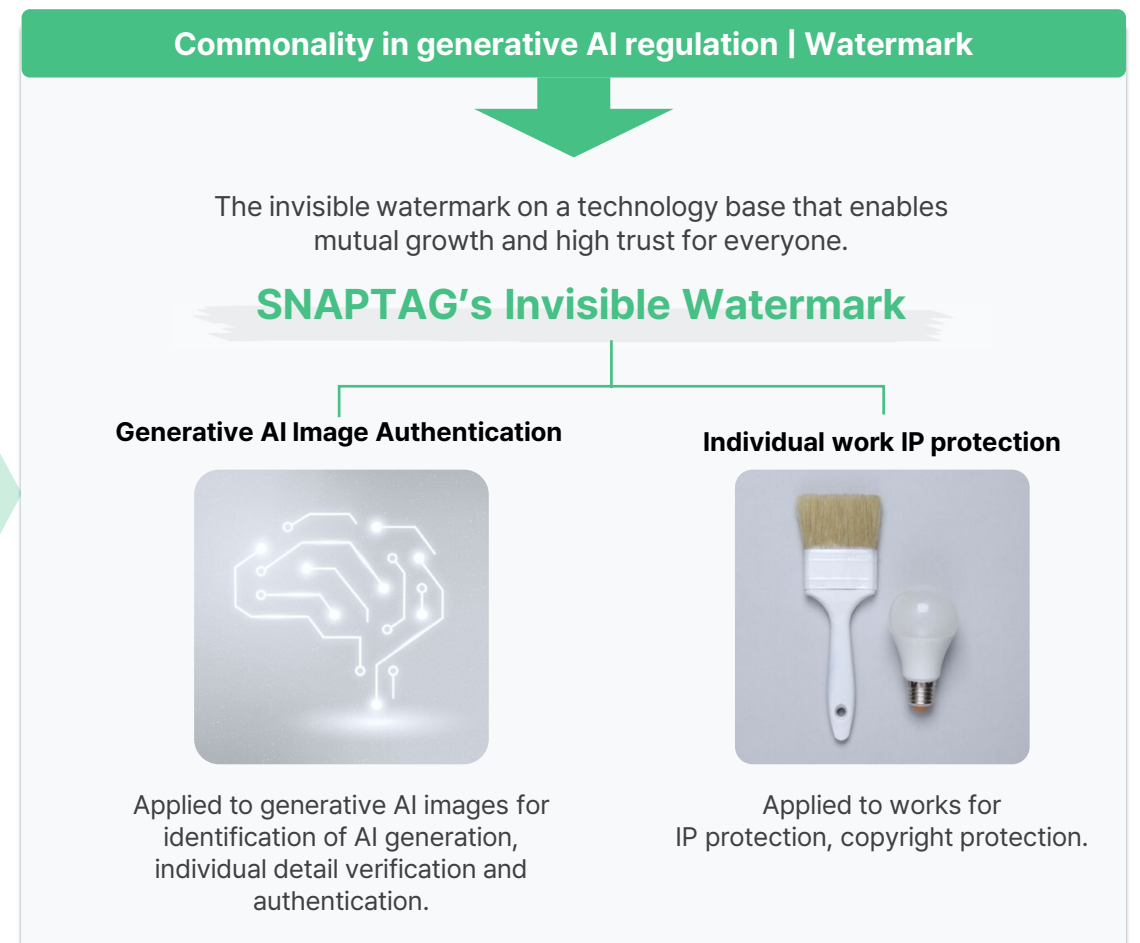 Commonality in generative AI regulation | Watermark
The invisible watermark on a technology base that enables
mutual growth and high trust for everyone.
SNAPTAG’s Invisible Watermark
Generative AI Image Authentication
Individual work IP protection
Applied to generative AI images for
identification of AI generation,
individual detail verification and
authentication.
Applied to works for
IP protection, copyright protection.